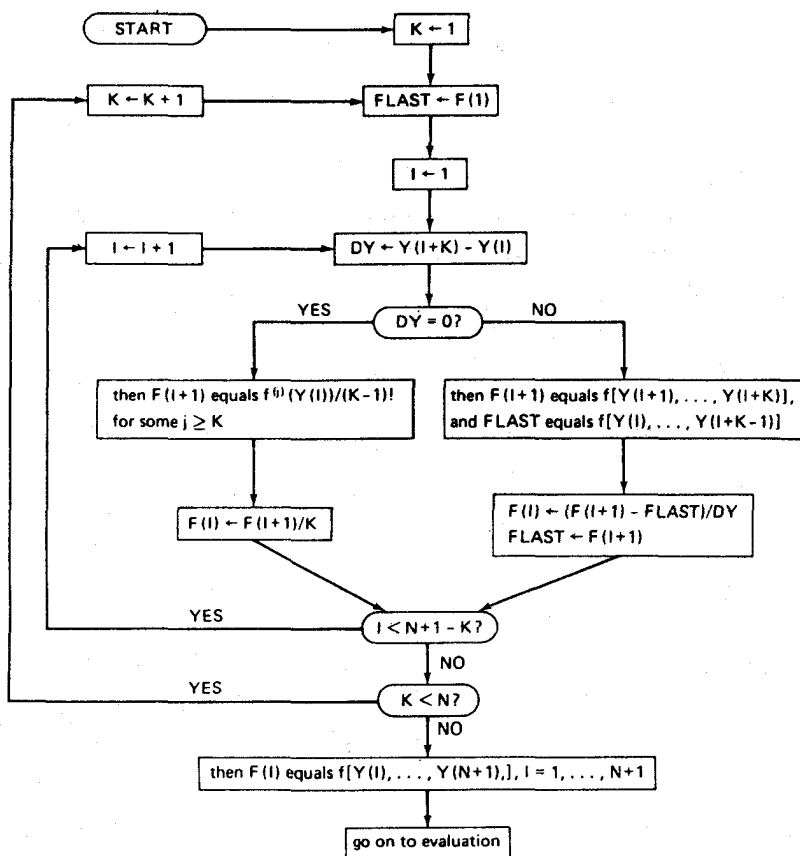 START
K ← 1
K ← K + 1
FLAST ← F(1)
I ← 1
I ← I + 1
DY ← Y(I+K) - Y(I)
YES
DY = 0?
NO
then F(I+1) equals f⁽ʲ⁾(Y(I))/(K-1)!
for some j ≥ K
then F(I+1) equals f[Y(I+1), . . . , Y(I+K)],
and FLAST equals f[Y(I), . . . , Y(I+K-1)]
F(I) ← F(I+1)/K
F(I) ← (F(I+1) - FLAST)/DY
FLAST ← F(I+1)
YES
I < N+1 - K?
NO
YES
K < N?
NO
then F(I) equals f[Y(I), . . . , Y(N+1),], I = 1, . . . , N+1
go on to evaluation